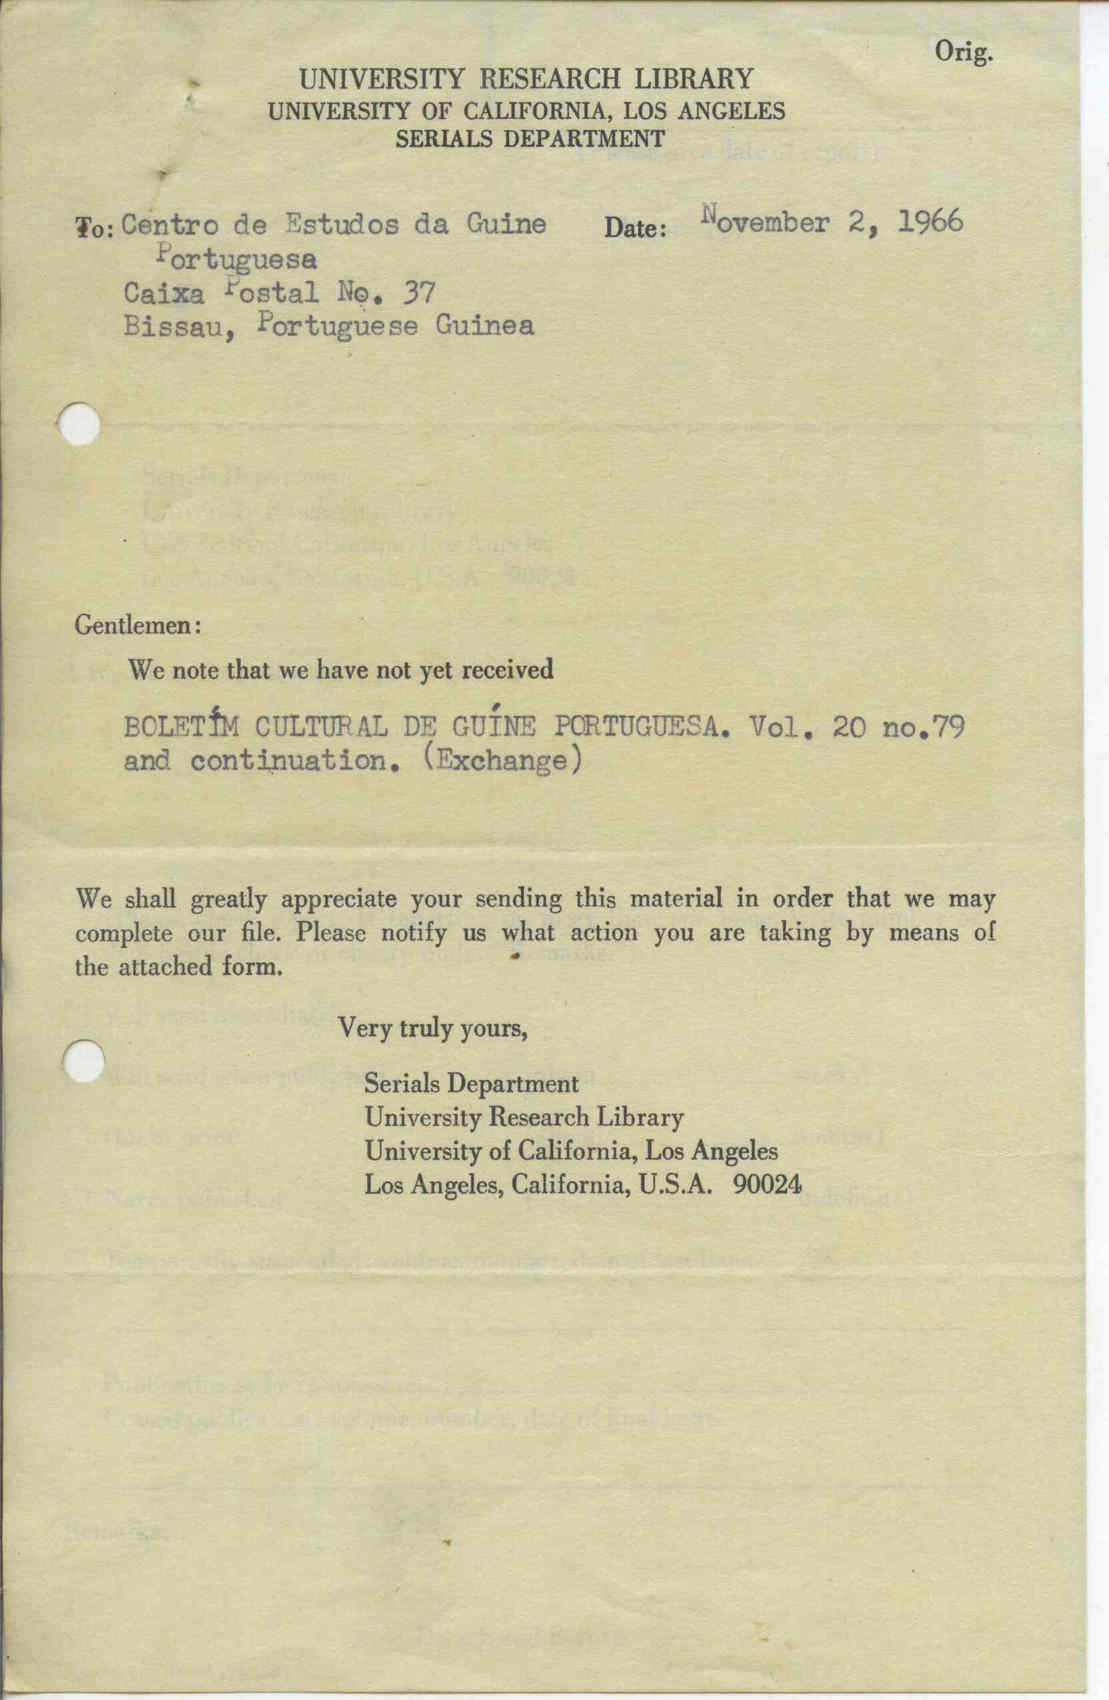 Orig.
UNIVERSITY RESEARCH LIBRARY
UNIVERSITY OF CALIFORNIA, LOS ANGELES
SERIALS DEPARTMENT
To: Centro de Estudos da Guine Date: November 2, 1966
Portuguesa
Caixa Postal No. 37
Bissau, Portuguese Guinea
Gentlemen:
We note that we have not yet received
BOLETÍM CULTURAL DE GUÍNE PORTUGUESA. Vol. 20 no.79
and continuation. (Exchange)
We shall greatly appreciate your sending this material in order that we may
complete our file. Please notify us what action you are taking by means of
the attached form.
Very truly yours,
Serials Department
University Research Library
University of California, Los Angeles
Los Angeles, California, U.S.A. 90024